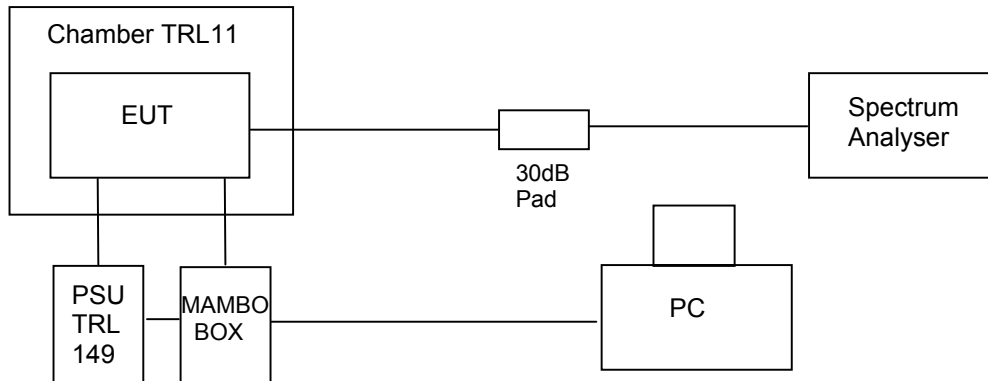 Chamber TRL11
EUT
Spectrum
Analyser
30dB
Pad
PSU
TRL
149
MAMBO
BOX
PC